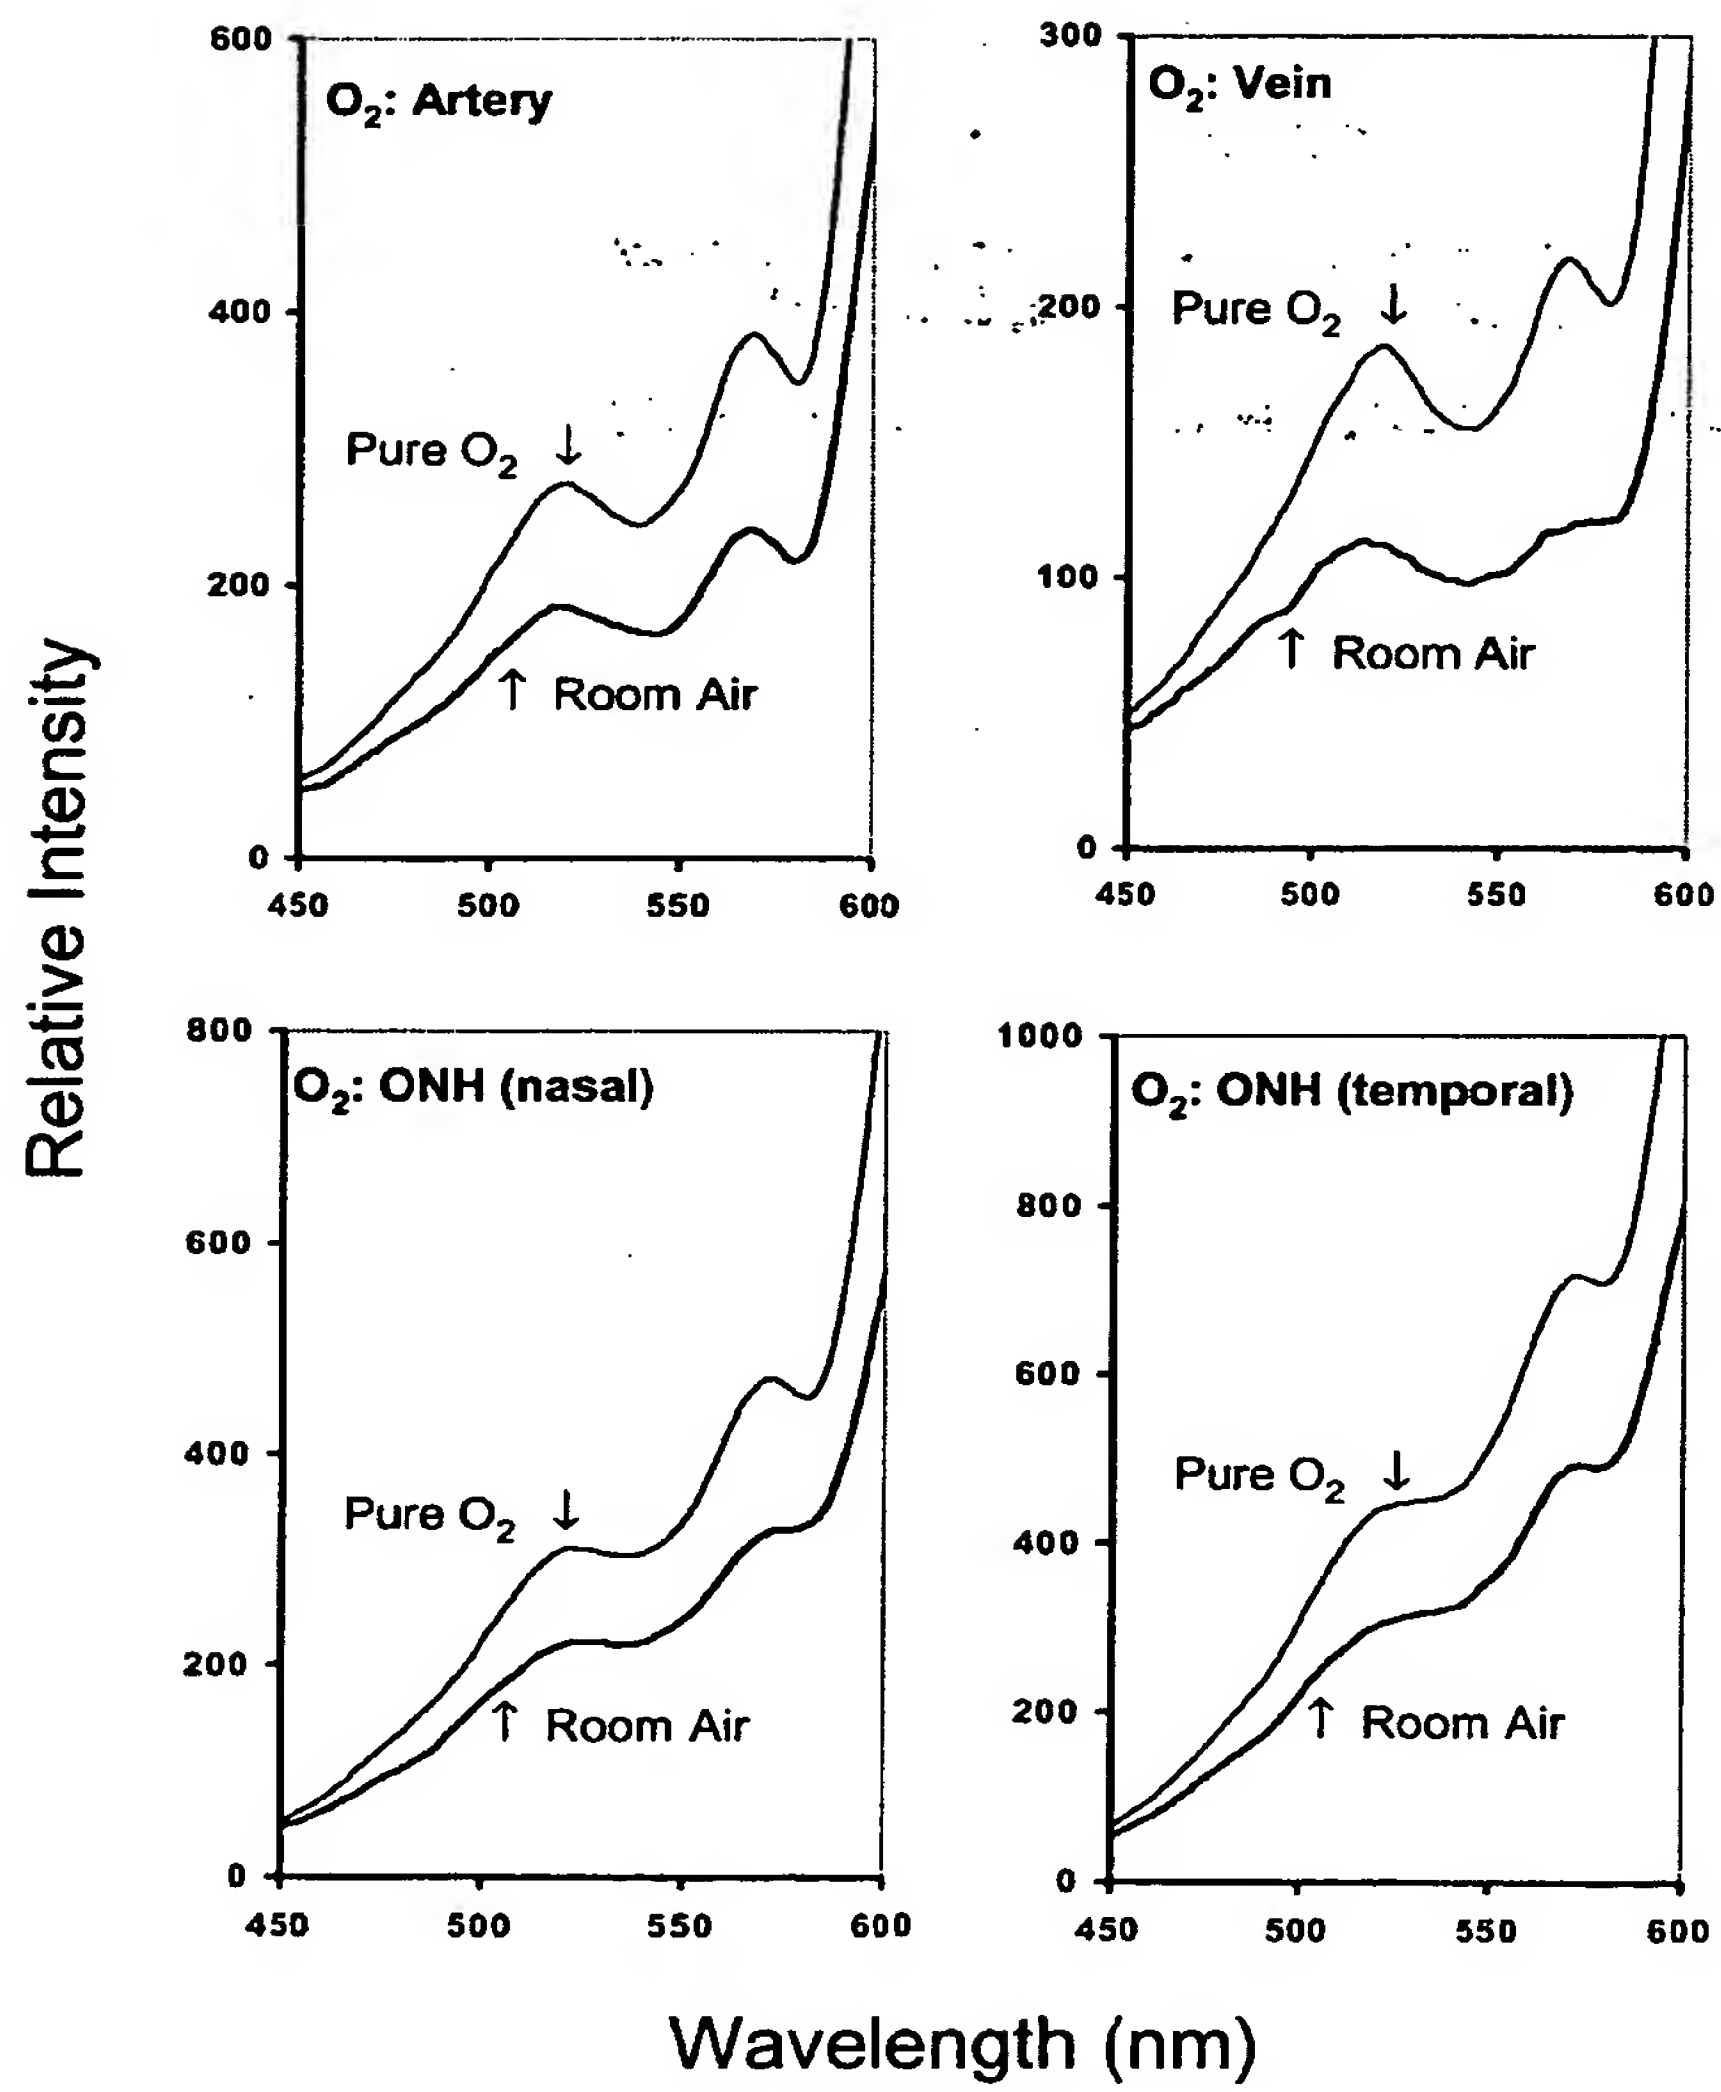 Relative Intensity
600
O2: Artery
400
Pure O2 ↓
200
↑ Room Air
0
450 500 550 600
300
O2: Vein
200
Pure O2 ↓
100
↑ Room Air
0
450 500 550 600
800
O2: ONH (nasal)
600
400
Pure O2 ↓
200
↑ Room Air
0
450 500 550 600
1000
O2: ONH (temporal)
800
600
Pure O2 ↓
400
200
↑ Room Air
0
450 500 550 600
Wavelength (nm)